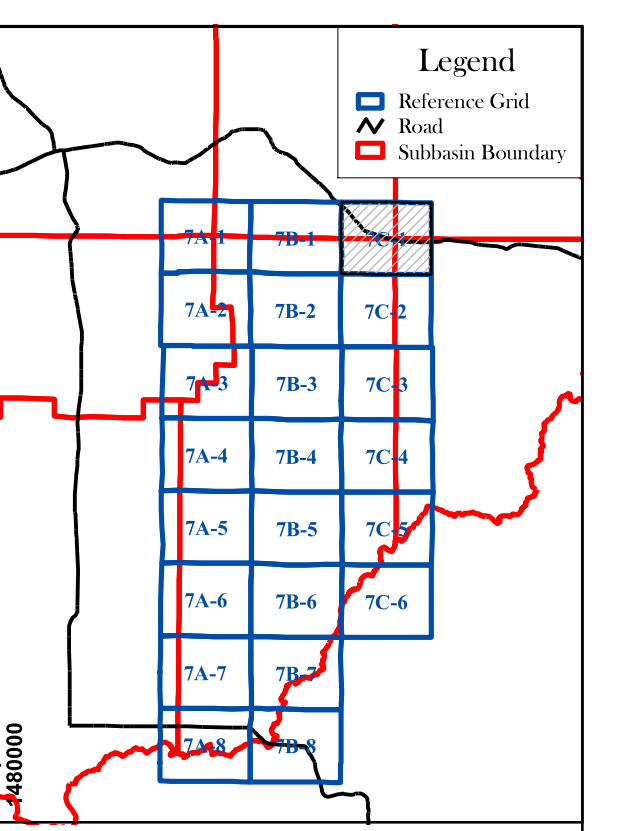 Legend
Reference Grid
Road
Subbasin Boundary
7A-1 7B-1 7C-1
7A-2 7B-2 7C-2
7A-3 7B-3 7C-3
7A-4 7B-4 7C-4
7A-5 7B-5 7C-5
7A-6 7B-6 7C-6
7A-7 7B-7
7A-8 7B-8
1480000